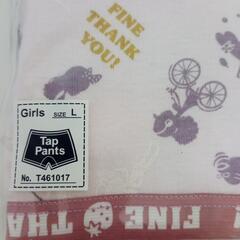 FINE
THANK
YOU!
Girls SIZE L
Tap
Pants
No. T461017
FINE THA